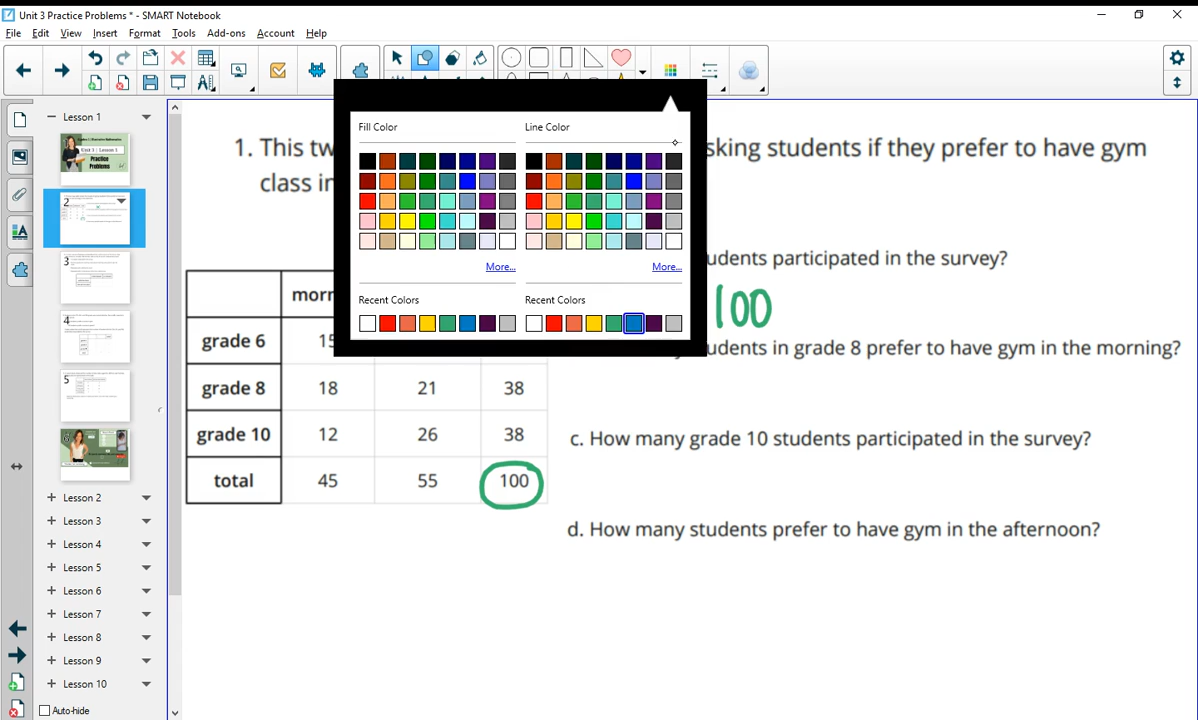 Unit 3 Practice Problems * - SMART Notebook
File Edit View Insert Format Tools Add-ons Account Help
Lesson 1
Practice
Problems
2
3
4
5
6
Lesson 2
Lesson 3
Lesson 4
Lesson 5
Lesson 6
Lesson 7
Lesson 8
Lesson 9
Lesson 10
Auto-hide
Fill Color Line Color
More... More...
Recent Colors Recent Colors
1. This tw sking students if they prefer to have gym
class in
udents participated in the survey?
100
udents in grade 8 prefer to have gym in the morning?
c. How many grade 10 students participated in the survey?
d. How many students prefer to have gym in the afternoon?
morn
grade 6 15
grade 8 18 21 38
grade 10 12 26 38
total 45 55 100